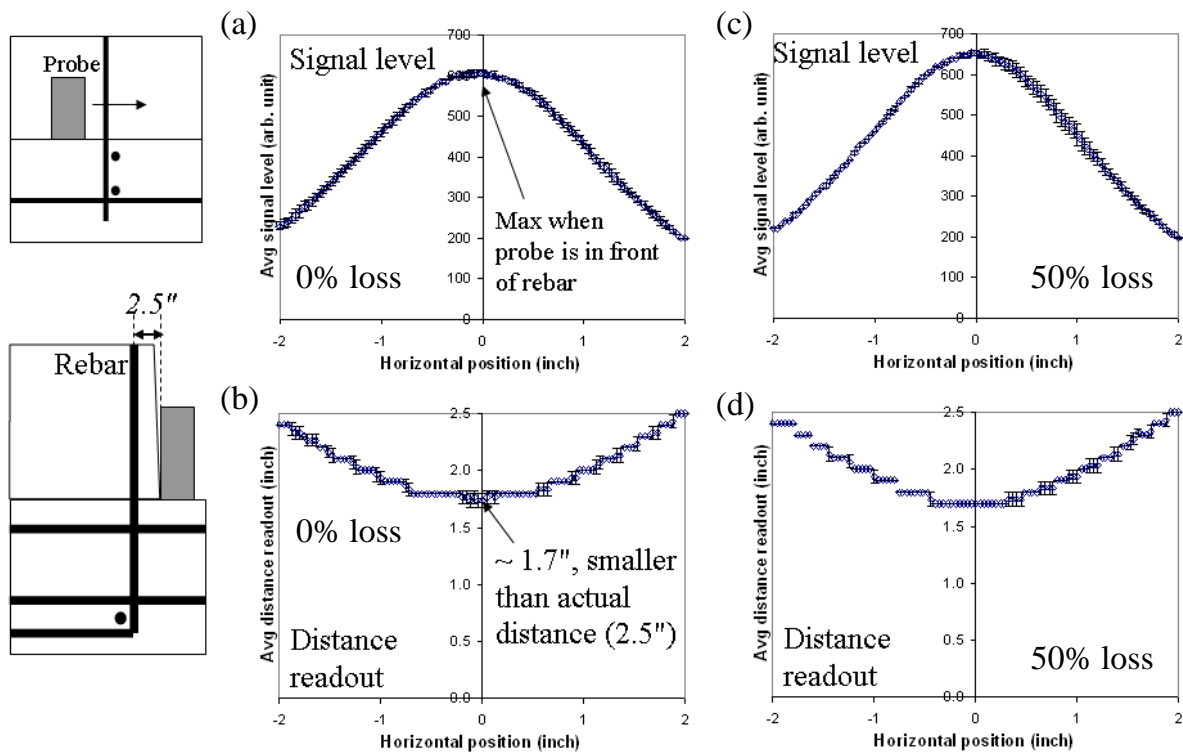 Probe
2.5"
Rebar
(a)
Signal level
Avg signal level (arb. unit)
700
600
500
400
300
200
100
0
Max when
probe is in front
of rebar
0% loss
-2
-1
0
1
2
Horizontal position (inch)
(c)
Signal level
Avg signal level (arb. unit)
700
600
500
400
300
200
100
0
50% loss
-2
-1
0
1
2
Horizontal position (inch)
(b)
Avg distance readout (inch)
2.5
2.0
1.5
1.0
0.5
0.0
0% loss
~ 1.7", smaller
than actual
distance (2.5")
Distance
readout
-2
-1
0
1
2
Horizontal position (inch)
(d)
Avg distance readout (inch)
2.5
2.0
1.5
1.0
0.5
0.0
Distance
readout
50% loss
-2
-1
0
1
2
Horizontal position (inch)